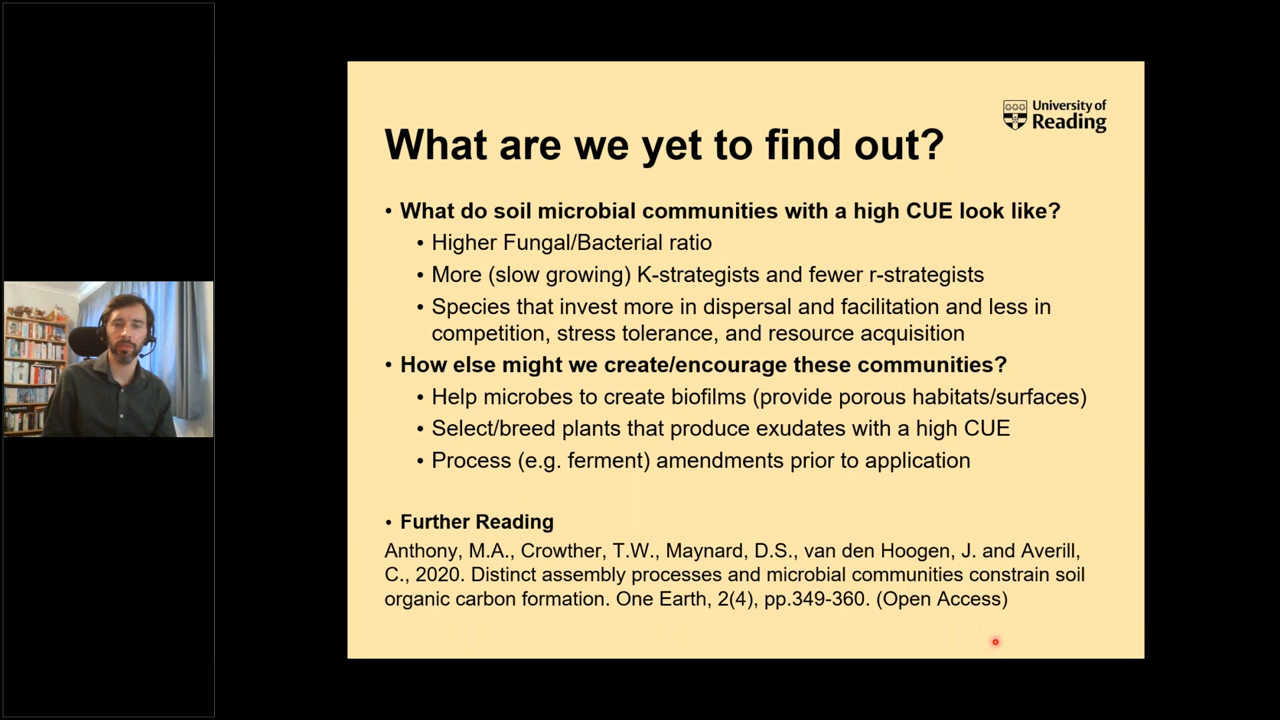 University of
Reading
What are we yet to find out?
• What do soil microbial communities with a high CUE look like?
• Higher Fungal/Bacterial ratio
• More (slow growing) K-strategists and fewer r-strategists
• Species that invest more in dispersal and facilitation and less in
competition, stress tolerance, and resource acquisition
• How else might we create/encourage these communities?
• Help microbes to create biofilms (provide porous habitats/surfaces)
• Select/breed plants that produce exudates with a high CUE
• Process (e.g. ferment) amendments prior to application
• Further Reading
Anthony, M.A., Crowther, T.W., Maynard, D.S., van den Hoogen, J. and Averill,
C., 2020. Distinct assembly processes and microbial communities constrain soil
organic carbon formation. One Earth, 2(4), pp.349-360. (Open Access)